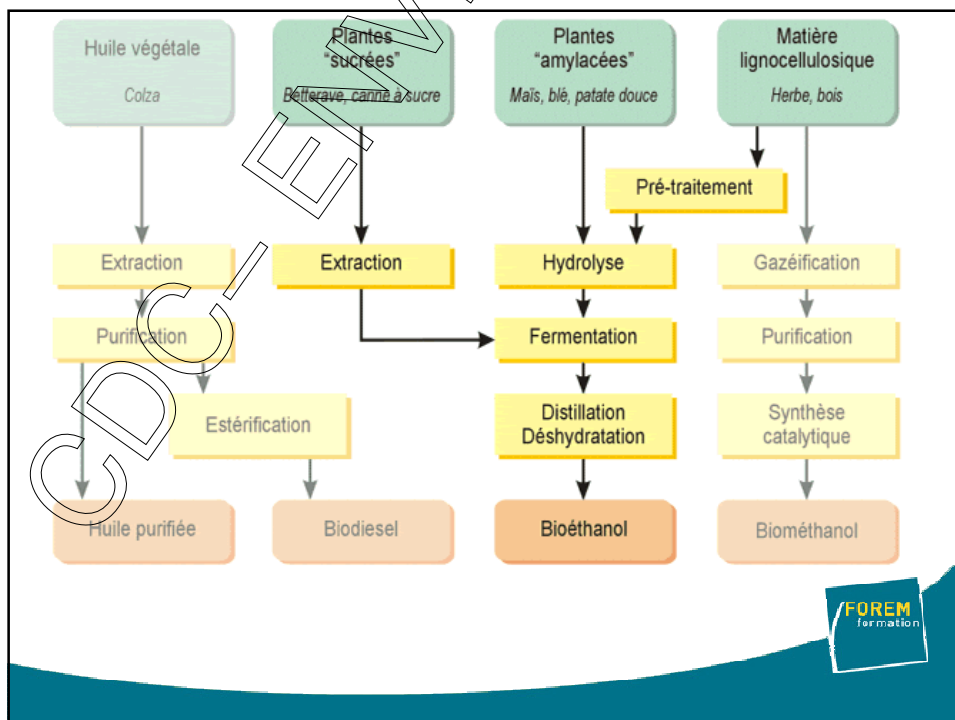 Huile végétale
Colza
Plantes
“sucrées”
Betterave, canne à sucre
Plantes
“amylacées”
Maïs, blé, patate douce
Matière
lignocellulosique
Herbe, bois
Pré-traitement
Extraction
Extraction
Hydrolyse
Gazéification
Purification
Fermentation
Purification
Estérification
Distillation
Déshydratation
Synthèse
catalytique
Huile purifiée
Biodiesel
Bioéthanol
Biométhanol
CDC – ENV
FOREM
formation